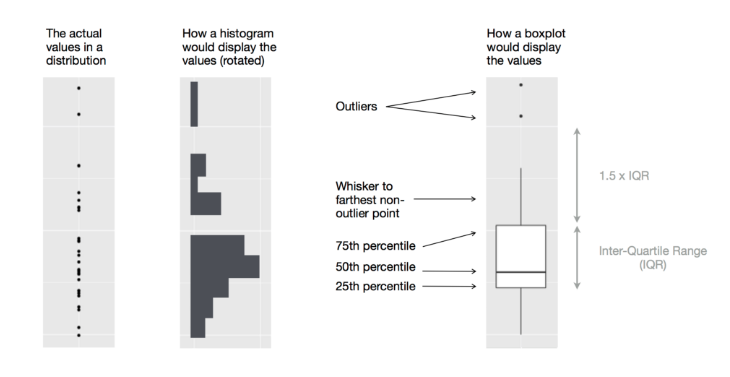 The actual
values in a
distribution
How a histogram
would display the
values (rotated)
How a boxplot
would display
the values
Outliers
1.5 x IQR
Whisker to
farthest non-
outlier point
75th percentile
Inter-Quartile Range
(IQR)
50th percentile
25th percentile